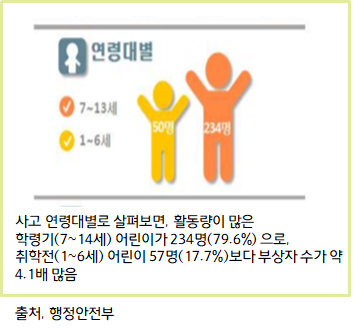 연령대별
7~13세
1~6세
50명
234명
사고 연령대별로 살펴보면, 활동량이 많은
학령기(7~14세) 어린이가 234명(79.6%) 으로,
취학전(1~6세) 어린이 57명(17.7%)보다 부상자 수가 약
4.1배 많음
출처, 행정안전부